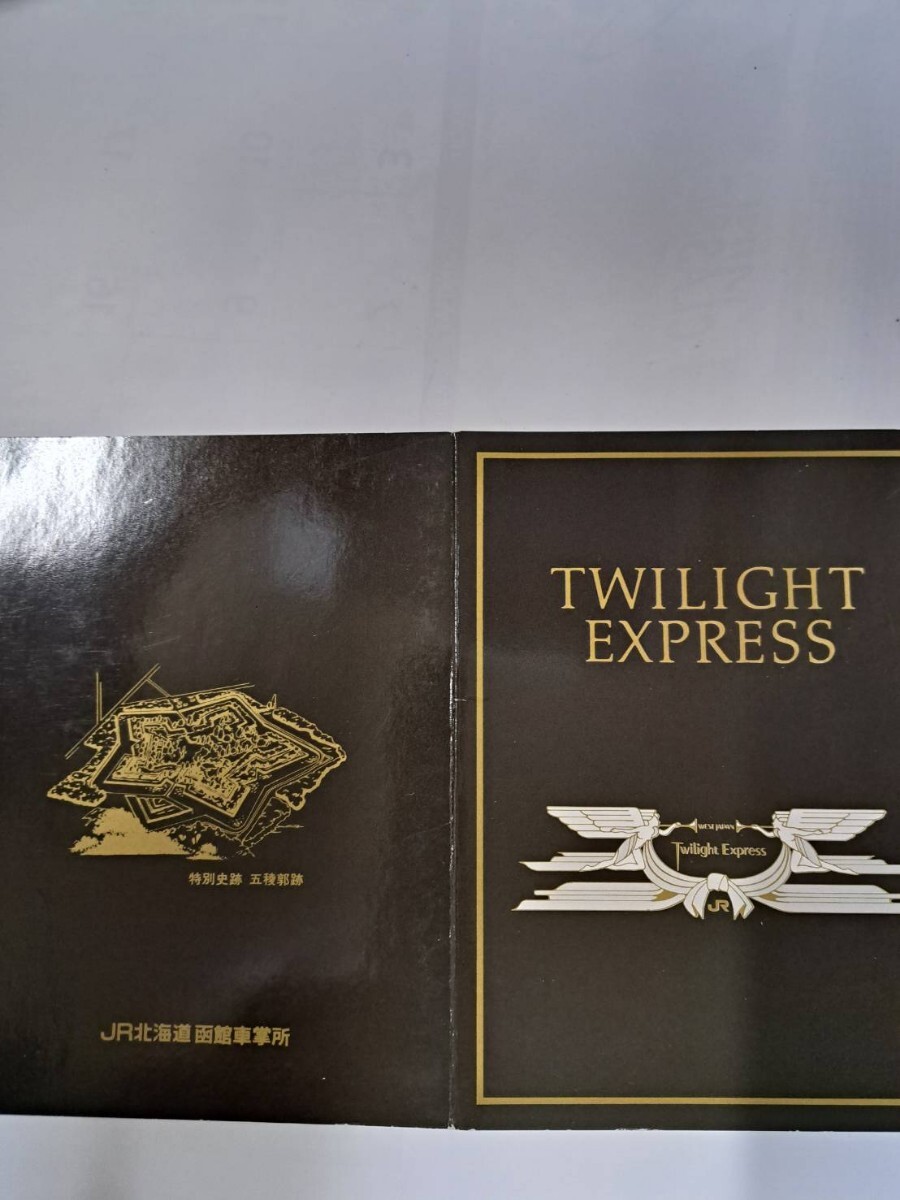 特別史跡 五稜郭跡
JR北海道 函館車掌所
TWILIGHT
EXPRESS
WEST JAPAN
Twilight Express
JR